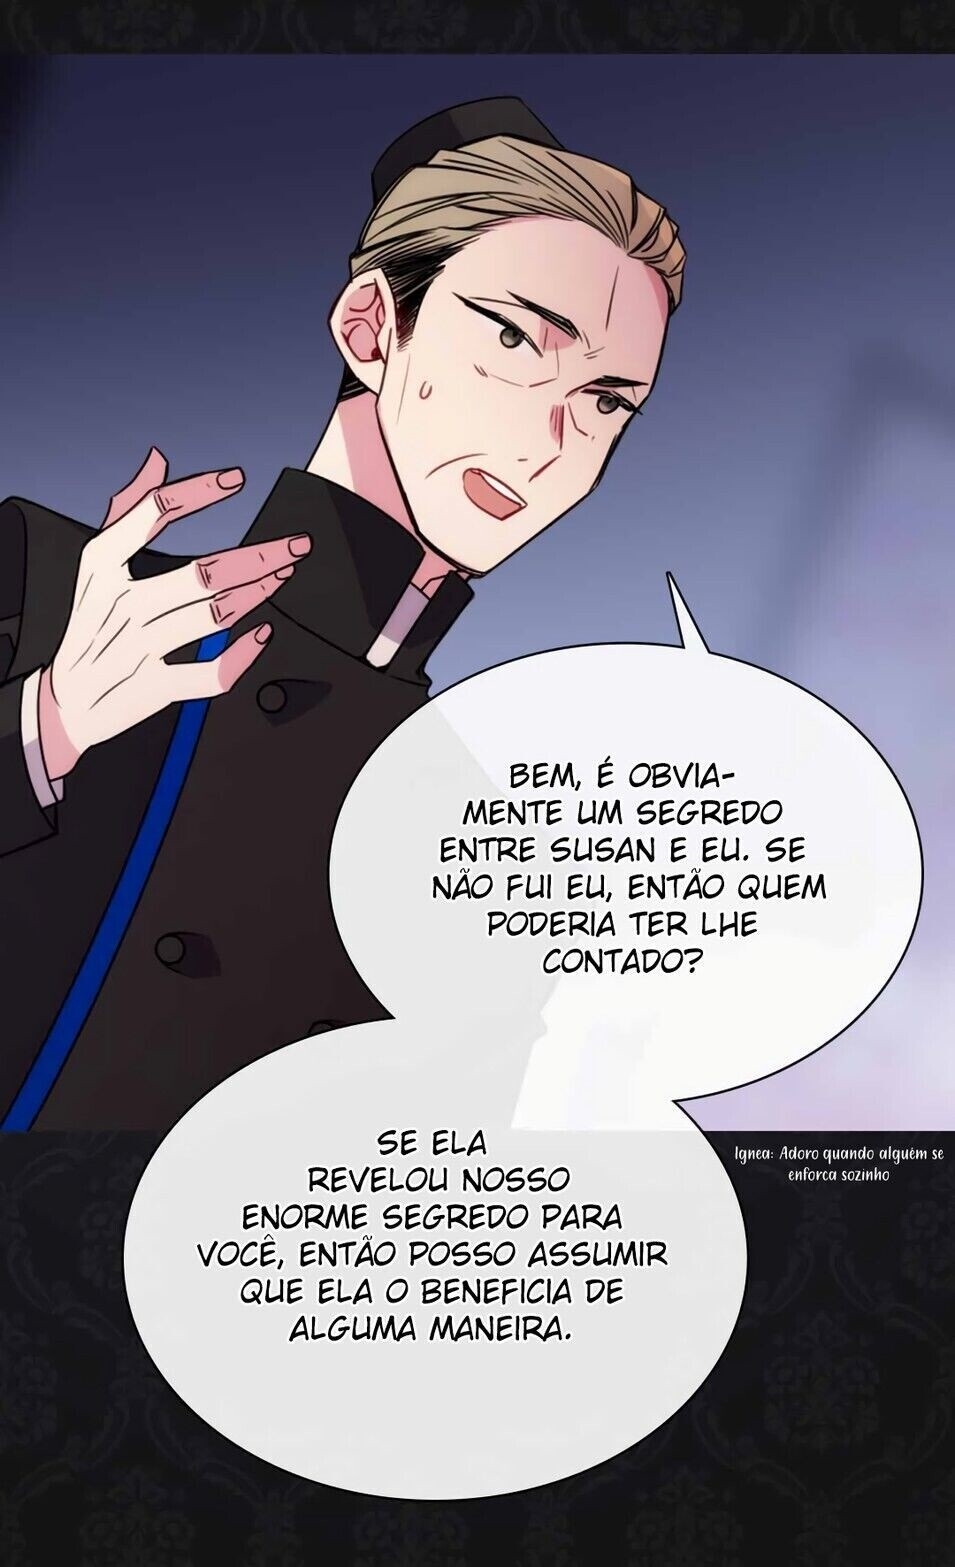 BEM, É OBVIA-
MENTE UM SEGREDO
ENTRE SUSAN E EU. SE
NÃO FUI EU, ENTÃO QUEM
PODERIA TER LHE
CONTADO?
SE ELA
REVELOU NOSSO
ENORME SEGREDO PARA
VOCÊ, ENTÃO POSSO ASSUMIR
QUE ELA O BENEFICIA DE
ALGUMA MANEIRA.
Ignea: Adoro quando alguém se
enforca sozinho